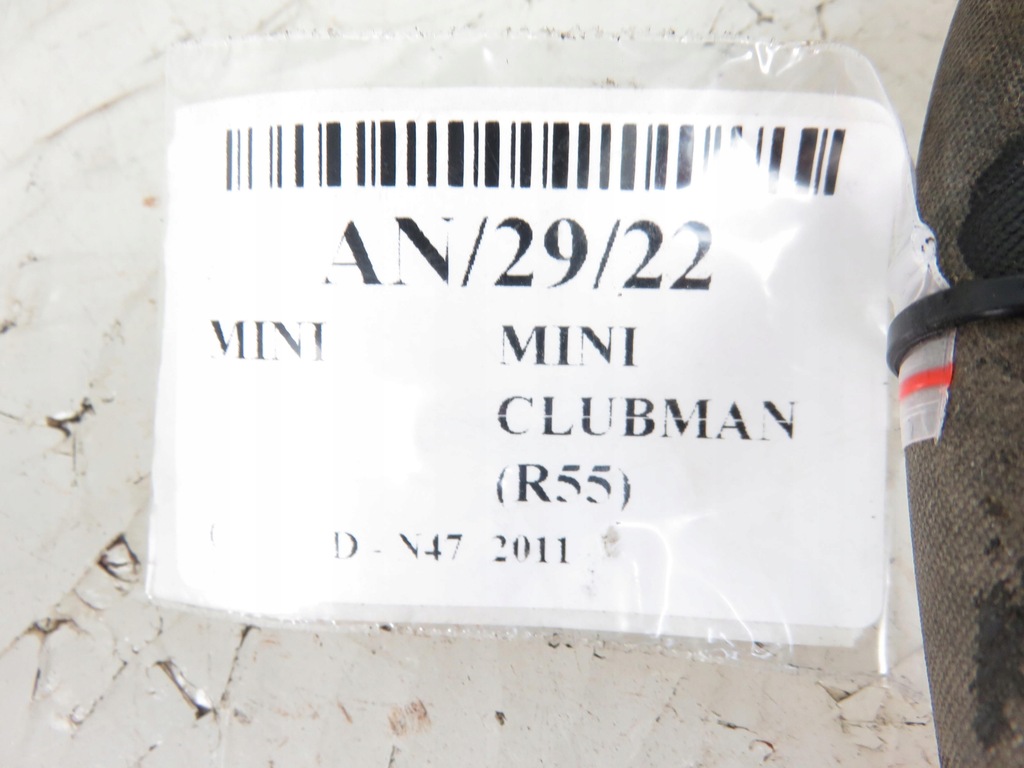 AN/29/22
MINI MINI
CLUBMAN
(R55)
D - N47 2011